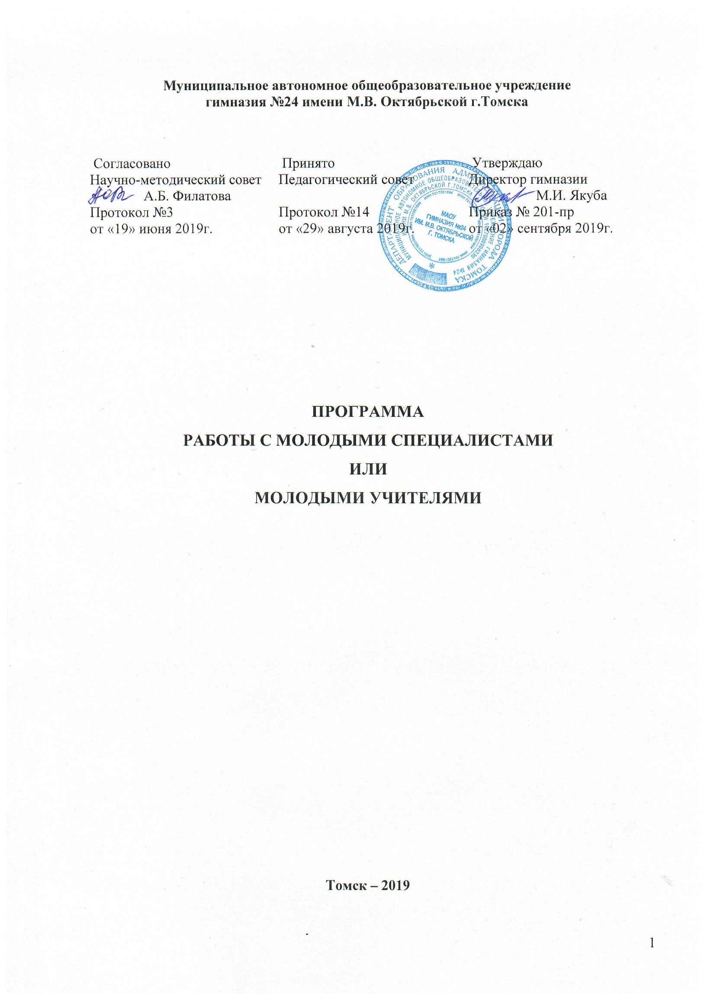 Муниципальное автономное общеобразовательное учреждение
гимназия №24 имени М.В. Октябрьской г.Томска
Согласовано
Научно-методический совет
А.Б. Филатова
Протокол №3
от «19» июня 2019г.
Принято
Педагогический совет
Протокол №14
от «29» августа 2019г.
Утверждаю
Директор гимназии
М.И. Якуба
Приказ № 201-пр
от «02» сентября 2019г.
МАОУ
ГИМНАЗИЯ №24
ИМ. М.В. ОКТЯБРЬСКОЙ
Г. ТОМСКА
ДЕПАРТАМЕНТ ОБРАЗОВАНИЯ АДМИНИСТРАЦИИ ГОРОДА ТОМСКА
МУНИЦИПАЛЬНОЕ АВТОНОМНОЕ ОБЩЕОБРАЗОВАТЕЛЬНОЕ УЧРЕЖДЕНИЕ ГИМНАЗИЯ №24
ИМЕНИ М.В. ОКТЯБРЬСКОЙ Г.ТОМСКА
ИНН 7017001694
ПРОГРАММА
РАБОТЫ С МОЛОДЫМИ СПЕЦИАЛИСТАМИ
ИЛИ
МОЛОДЫМИ УЧИТЕЛЯМИ
Томск – 2019
1